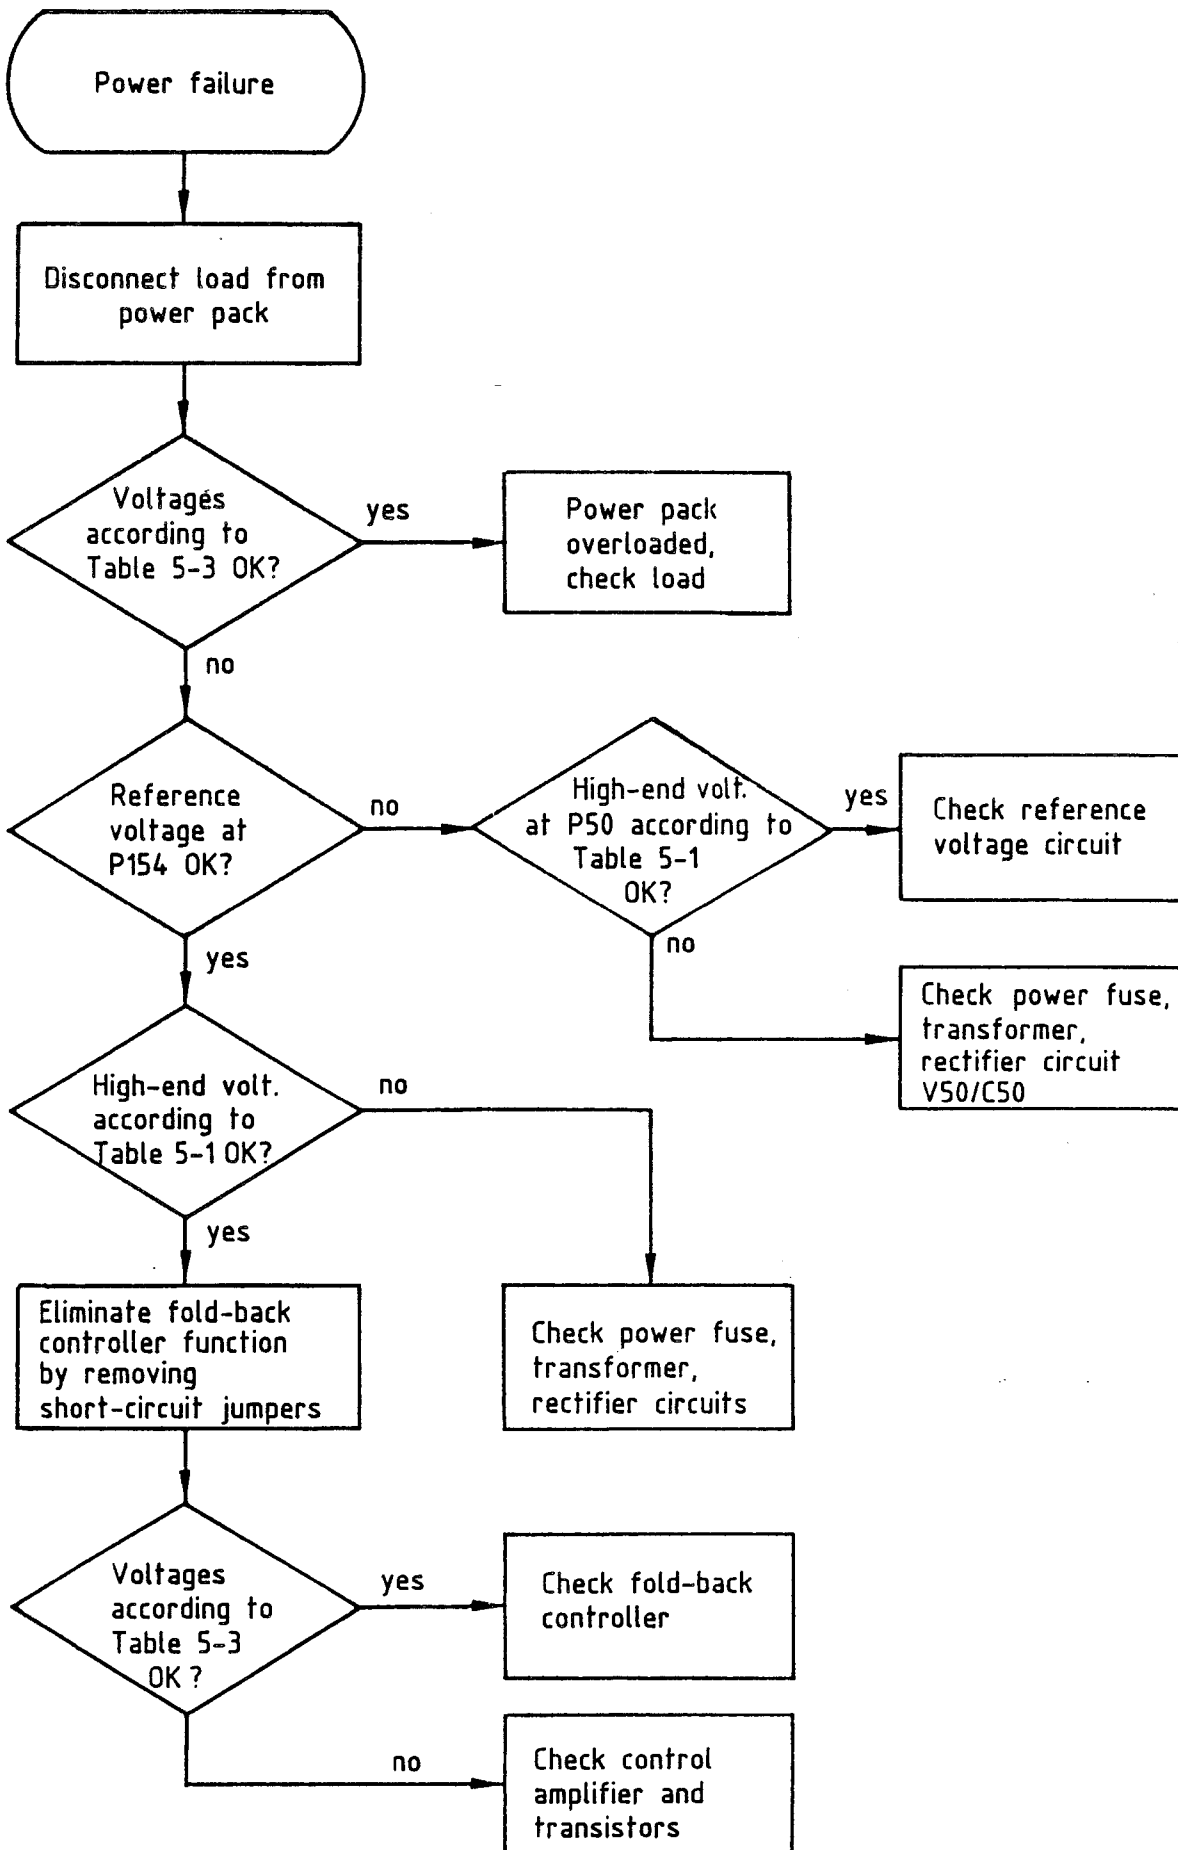 Power failure
Disconnect load from
power pack
Voltages
according to
Table 5-3 OK?
yes
Power pack
overloaded,
check load
no
Reference
voltage at
P154 OK?
no
High-end volt.
at P50 according to
Table 5-1
OK?
yes
Check reference
voltage circuit
no
Check power fuse,
transformer,
rectifier circuit
V50/C50
yes
High-end volt.
according to
Table 5-1 OK?
no
Check power fuse,
transformer,
rectifier circuits
yes
Eliminate fold-back
controller function
by removing
short-circuit jumpers
Voltages
according to
Table 5-3
OK ?
yes
Check fold-back
controller
no
Check control
amplifier and
transistors